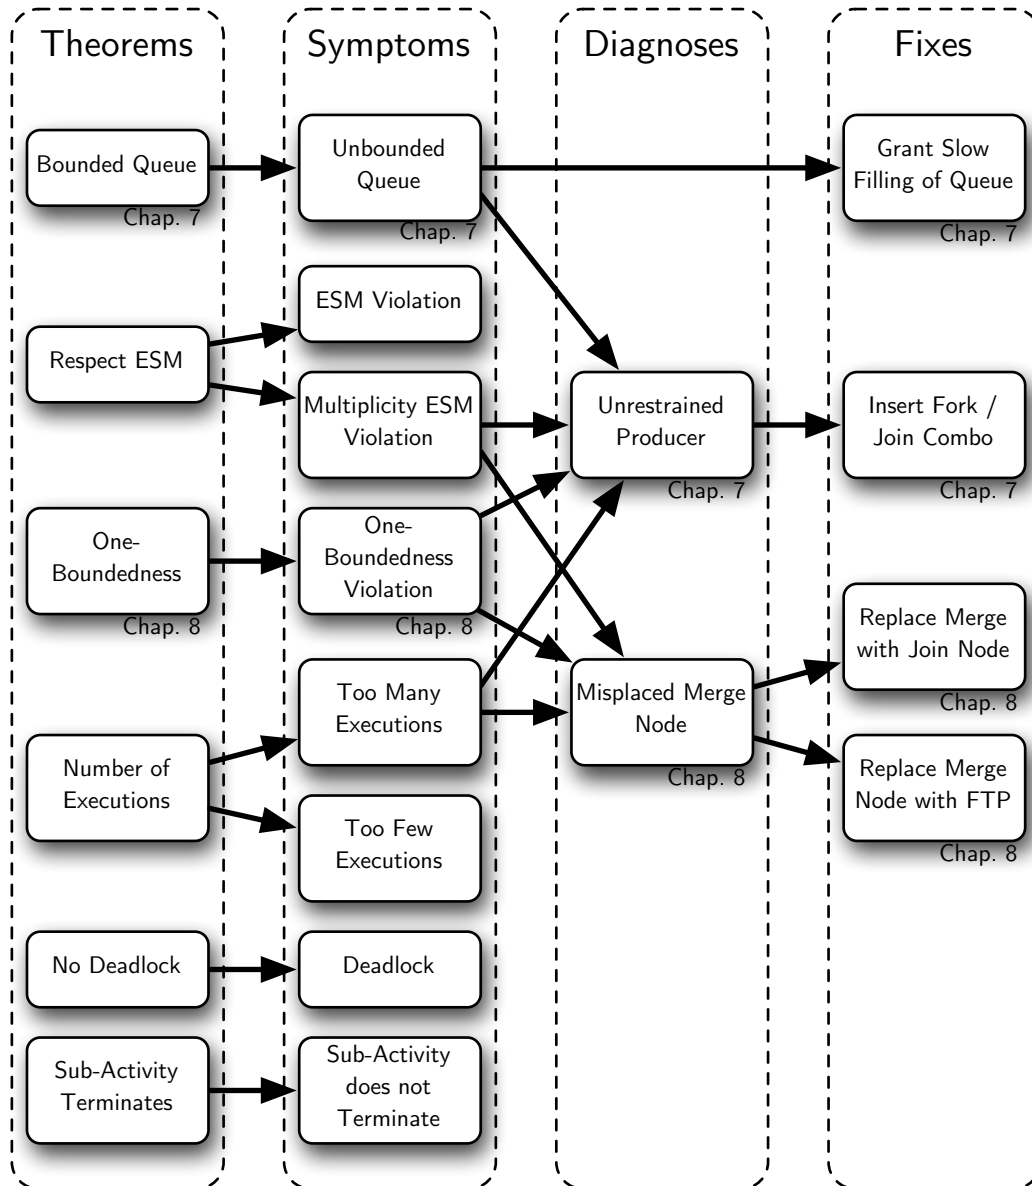 Theorems
Symptoms
Diagnoses
Fixes
Bounded Queue
Chap. 7
Respect ESM
One-
Boundedness
Chap. 8
Number of
Executions
No Deadlock
Sub-Activity
Terminates
Unbounded
Queue
Chap. 7
ESM Violation
Multiplicity ESM
Violation
One-
Boundedness
Violation
Chap. 8
Too Many
Executions
Too Few
Executions
Deadlock
Sub-Activity
does not
Terminate
Unrestrained
Producer
Chap. 7
Misplaced Merge
Node
Chap. 8
Grant Slow
Filling of Queue
Chap. 7
Insert Fork /
Join Combo
Chap. 7
Replace Merge
with Join Node
Chap. 8
Replace Merge
Node with FTP
Chap. 8